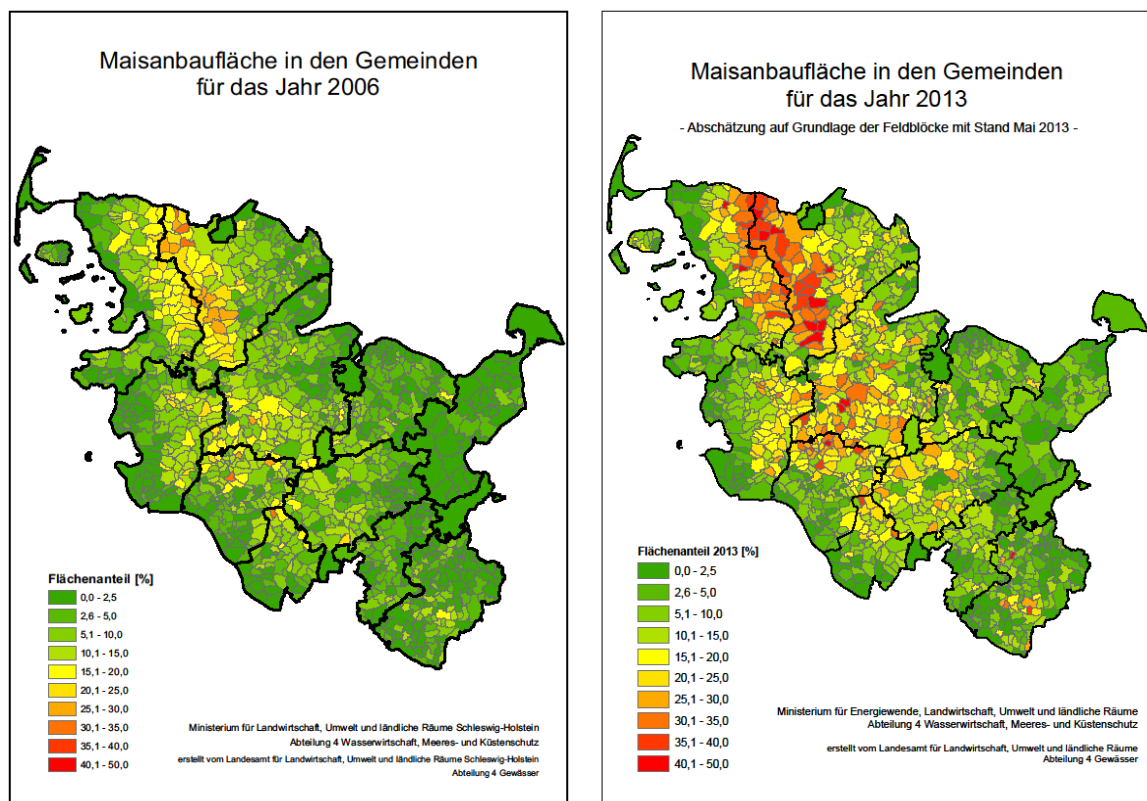 Maisanbaufläche in den Gemeinden
für das Jahr 2006
Flächenanteil [%]
0,0 - 2,5
2,6 - 5,0
5,1 - 10,0
10,1 - 15,0
15,1 - 20,0
20,1 - 25,0
25,1 - 30,0
30,1 - 35,0
35,1 - 40,0
40,1 - 50,0
Ministerium für Landwirtschaft, Umwelt und ländliche Räume Schleswig-Holstein
Abteilung 4 Wasserwirtschaft, Meeres- und Küstenschutz
erstellt vom Landesamt für Landwirtschaft, Umwelt und ländliche Räume Schleswig-Holstein
Abteilung 4 Gewässer
Maisanbaufläche in den Gemeinden
für das Jahr 2013
- Abschätzung auf Grundlage der Feldblöcke mit Stand Mai 2013 -
Flächenanteil 2013 [%]
0,0 - 2,5
2,6 - 5,0
5,1 - 10,0
10,1 - 15,0
15,1 - 20,0
20,1 - 25,0
25,1 - 30,0
30,1 - 35,0
35,1 - 40,0
40,1 - 50,0
Ministerium für Energiewende, Landwirtschaft, Umwelt und ländliche Räume
Abteilung 4 Wasserwirtschaft, Meeres- und Küstenschutz
erstellt vom Landesamt für Landwirtschaft, Umwelt und ländliche Räume
Abteilung 4 Gewässer